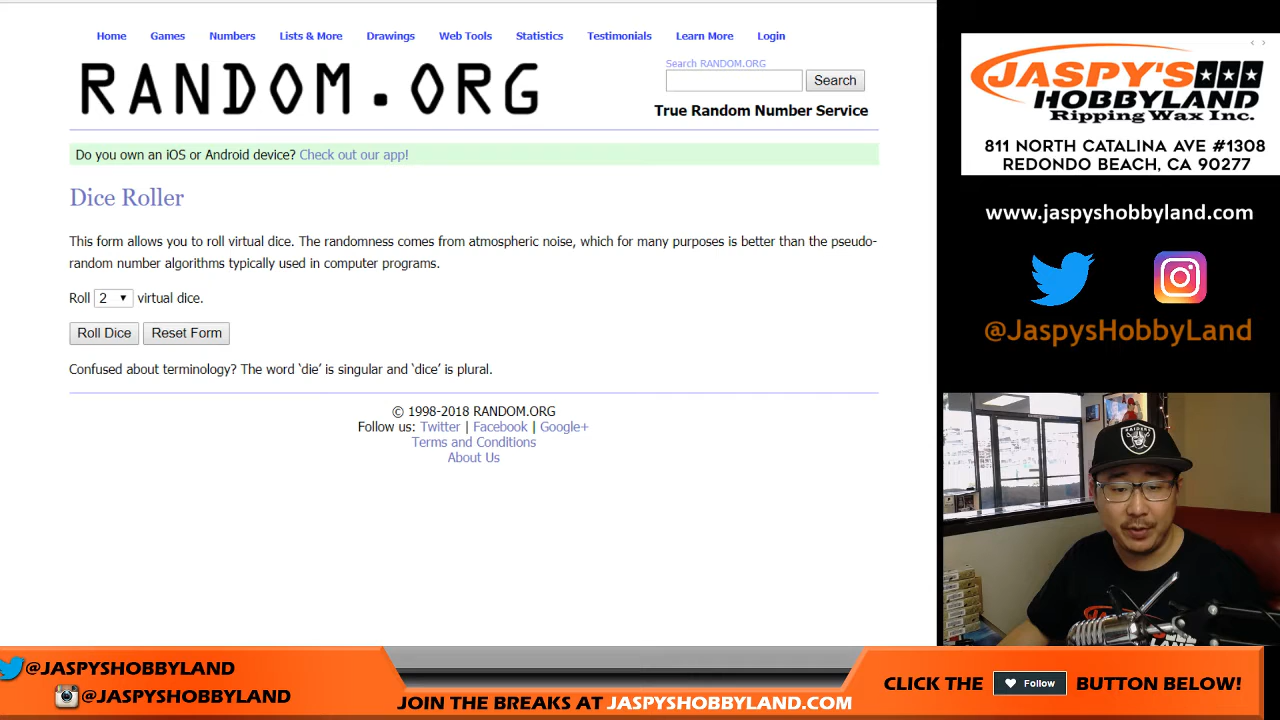 Home Games Numbers Lists & More Drawings Web Tools Statistics Testimonials Learn More Login
RANDOM.ORG
Search RANDOM.ORG
Search
True Random Number Service
Do you own an iOS or Android device? Check out our app!
Dice Roller
This form allows you to roll virtual dice. The randomness comes from atmospheric noise, which for many purposes is better than the pseudo-
random number algorithms typically used in computer programs.
Roll 2 virtual dice.
Roll Dice Reset Form
Confused about terminology? The word ‘die’ is singular and ‘dice’ is plural.
© 1998-2018 RANDOM.ORG
Follow us: Twitter | Facebook | Google+
Terms and Conditions
About Us
JASPY'S
HOBBYLAND
Ripping Wax Inc.
811 NORTH CATALINA AVE #1308
REDONDO BEACH, CA 90277
www.jaspyshobbyland.com
@JaspysHobbyLand
RAIDERS
@JASPYSHOBBYLAND
@JASPYSHOBBYLAND
JOIN THE BREAKS AT JASPYSHOBBYLAND.COM
CLICK THE Follow BUTTON BELOW!